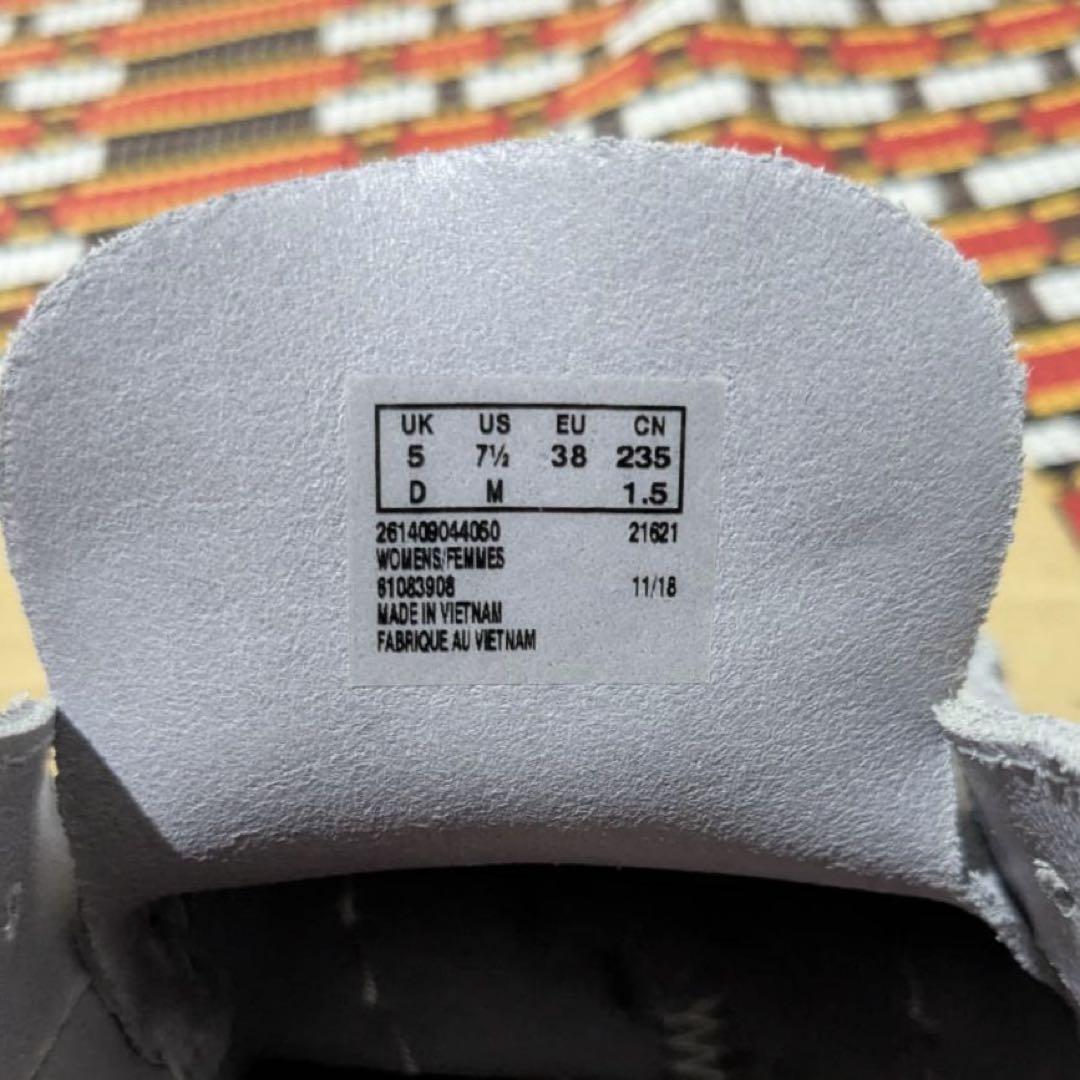 UK US EU CN
5 7½ 38 235
D M 1.5
261409044050 21621
WOMENS/FEMMES
61083908 11/18
MADE IN VIETNAM
FABRIQUE AU VIETNAM